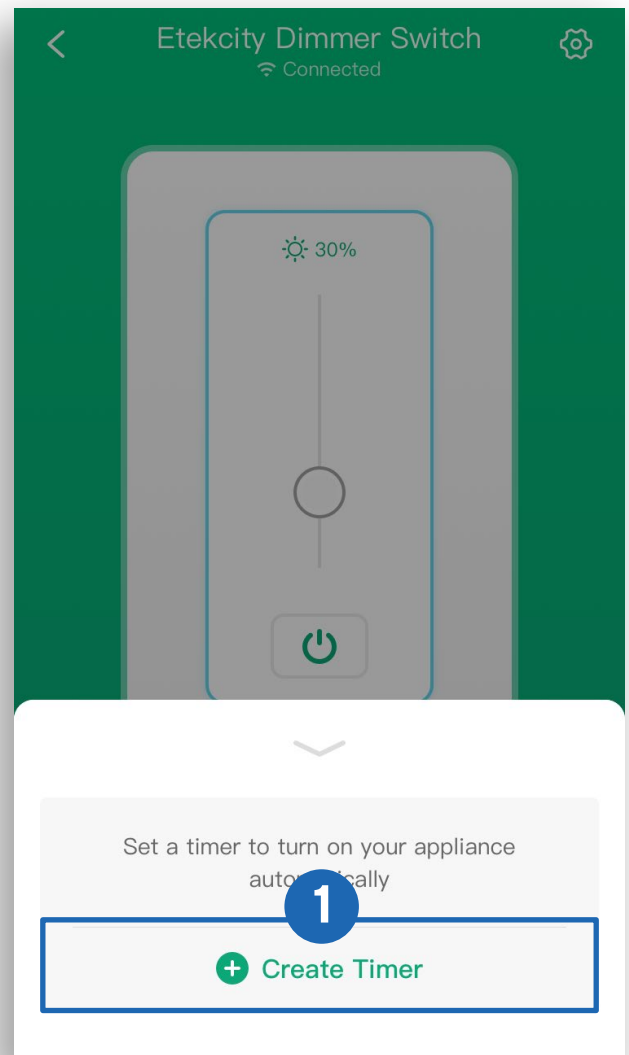 Etekcity Dimmer Switch
Connected
30%
Set a timer to turn on your appliance
1
Create Timer